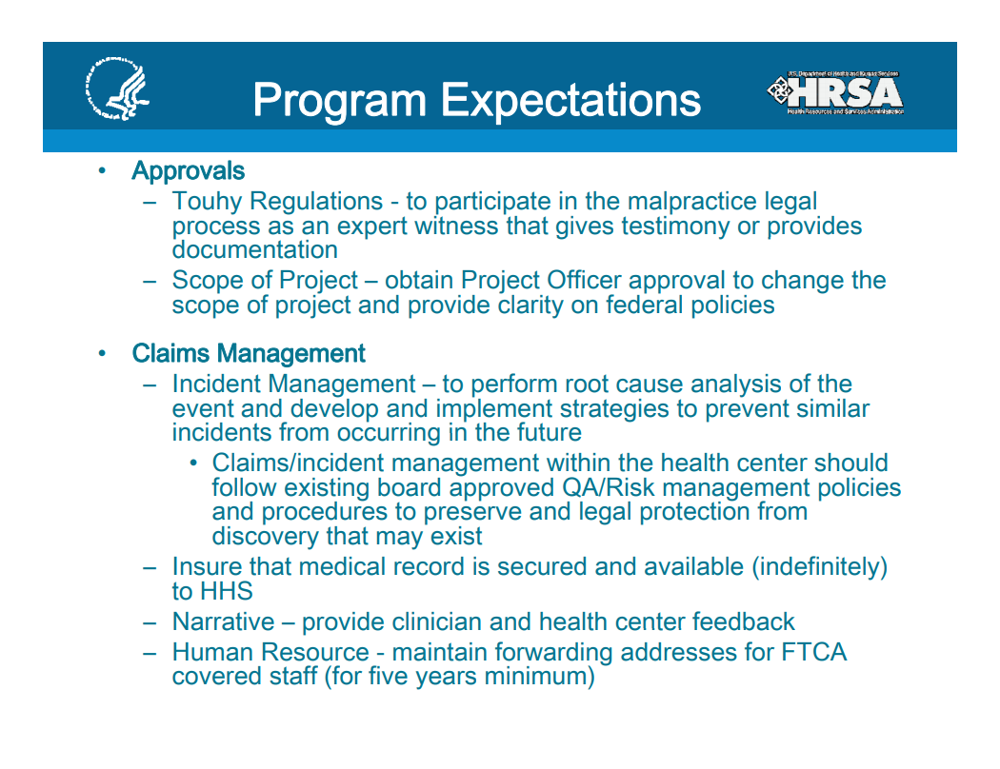 Program Expectations
U.S. Department of Health and Human Services
HRSA
Health Resources and Services Administration
• Approvals
– Touhy Regulations - to participate in the malpractice legal
process as an expert witness that gives testimony or provides
documentation
– Scope of Project – obtain Project Officer approval to change the
scope of project and provide clarity on federal policies
• Claims Management
– Incident Management – to perform root cause analysis of the
event and develop and implement strategies to prevent similar
incidents from occurring in the future
• Claims/incident management within the health center should
follow existing board approved QA/Risk management policies
and procedures to preserve and legal protection from
discovery that may exist
– Insure that medical record is secured and available (indefinitely)
to HHS
– Narrative – provide clinician and health center feedback
– Human Resource - maintain forwarding addresses for FTCA
covered staff (for five years minimum)